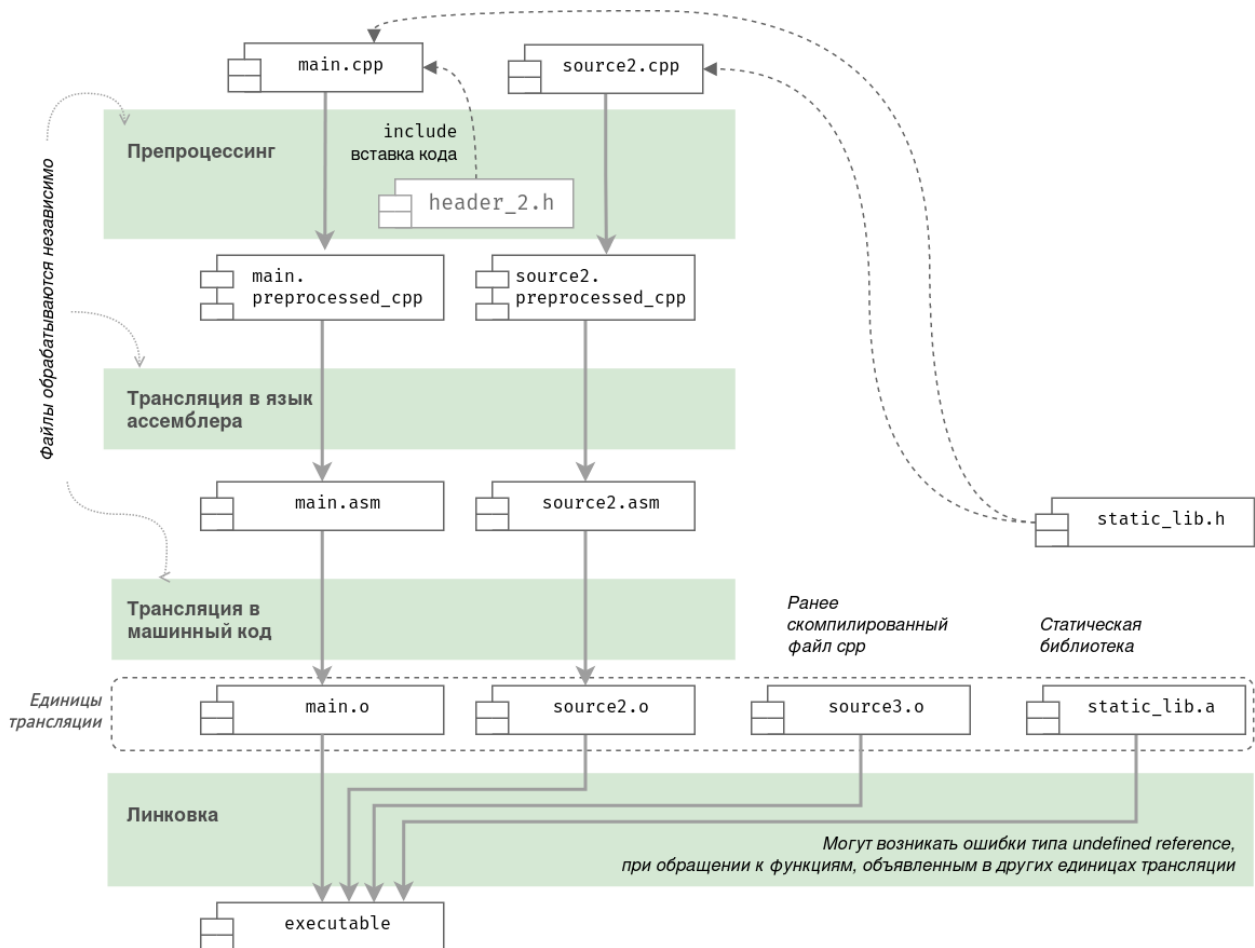 main.cpp
source2.cpp
Препроцессинг
include
вставка кода
header_2.h
Файлы обрабатываются независимо
main.
preprocessed_cpp
source2.
preprocessed_cpp
Трансляция в язык
ассемблера
main.asm
source2.asm
static_lib.h
Трансляция в
машинный код
Ранее
скомпилированный
файл cpp
Статическая
библиотека
Единицы
трансляции
main.o
source2.o
source3.o
static_lib.a
Линковка
Могут возникать ошибки типа undefined reference,
при обращении к функциям, объявленным в других единицах трансляции
executable